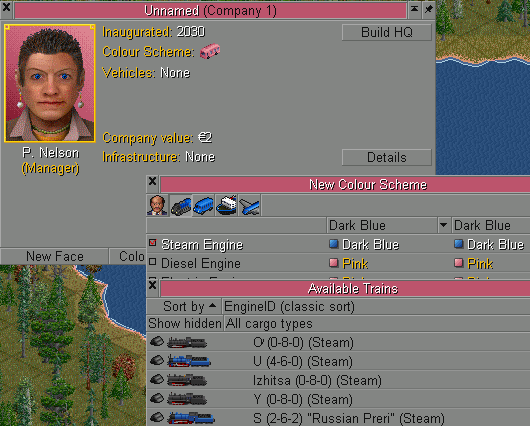 Unnamed (Company 1)
Inaugurated: 2030
Build HQ
Colour Scheme:
Vehicles: None
Company value: €2
Infrastructure: None
P. Nelson
(Manager)
Details
New Colour Scheme
Dark Blue
Dark Blue
Steam Engine
Dark Blue
Dark Blue
Diesel Engine
Pink
Pink
New Face
Colo
Available Trains
Sort by
EngineID (classic sort)
Show hidden
All cargo types
O' (0-8-0) (Steam)
U (4-6-0) (Steam)
Izhitsa (0-8-0) (Steam)
Y (0-8-0) (Steam)
S (2-6-2) "Russian Preri" (Steam)